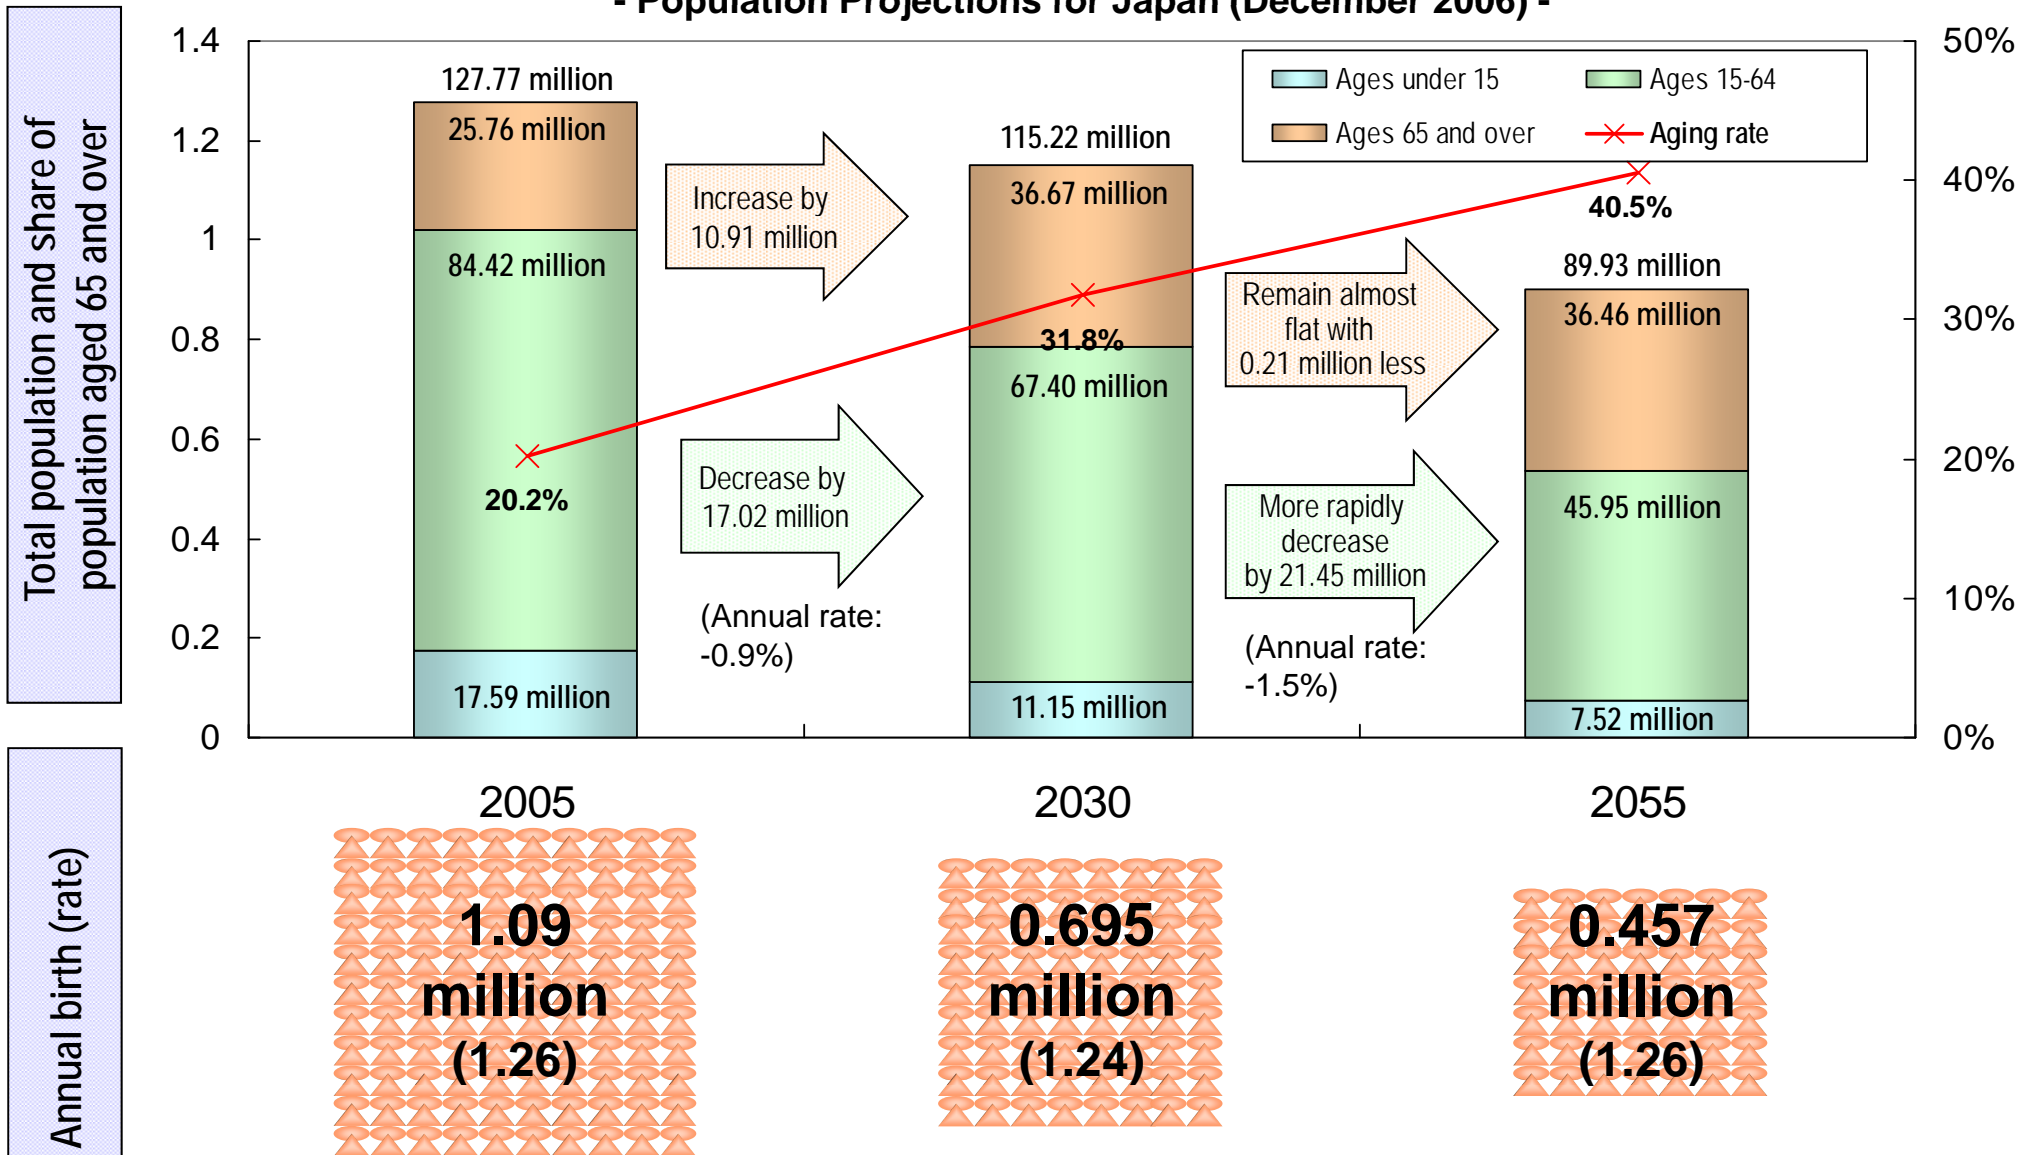 - Population Projections for Japan (December 2006) -
Total population and share of
population aged 65 and over
1.4
1.2
1
0.8
0.6
0.4
0.2
0
50%
40%
30%
20%
10%
0%
Ages under 15
Ages 15-64
Ages 65 and over
Aging rate
127.77 million
25.76 million
84.42 million
20.2%
17.59 million
Increase by
10.91 million
Decrease by
17.02 million
(Annual rate:
-0.9%)
115.22 million
36.67 million
31.8%
67.40 million
11.15 million
Remain almost
flat with
0.21 million less
More rapidly
decrease
by 21.45 million
(Annual rate:
-1.5%)
40.5%
89.93 million
36.46 million
45.95 million
7.52 million
2005
2030
2055
Annual birth (rate)
1.09
million
(1.26)
0.695
million
(1.24)
0.457
million
(1.26)